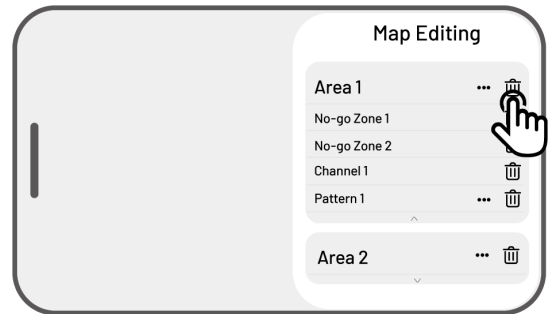 Map Editing
Area 1
No-go Zone 1
No-go Zone 2
Channel 1
Pattern 1
Area 2